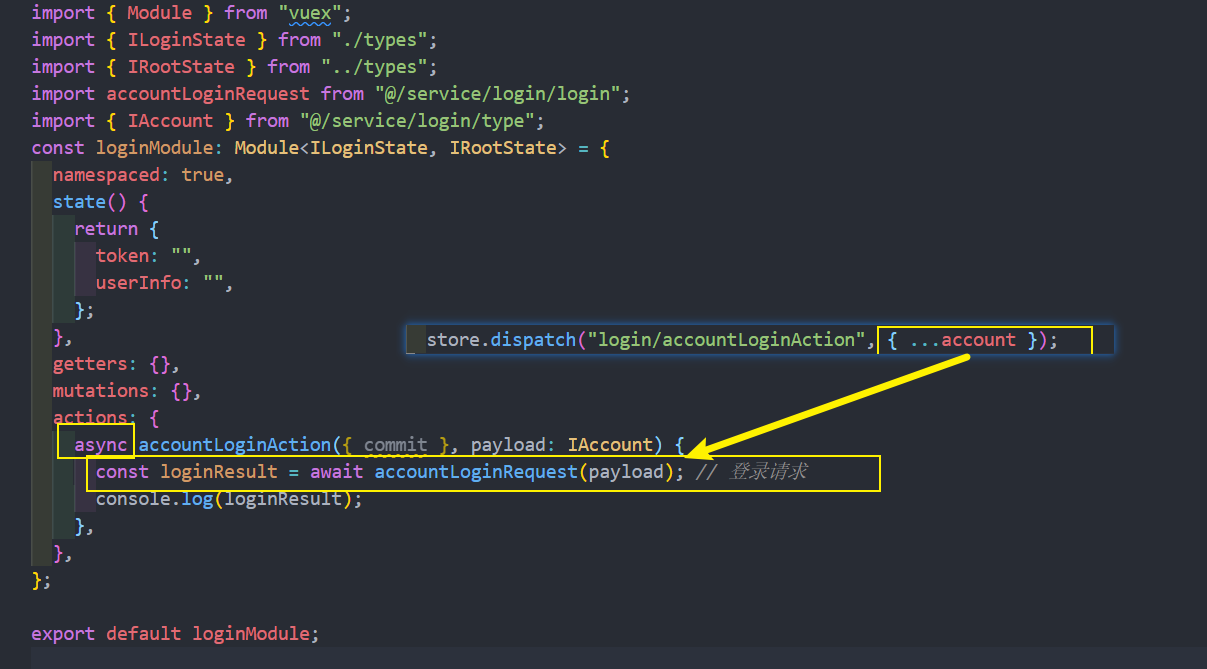 import { Module } from "vuex";
import { ILoginState } from "./types";
import { IRootState } from "../types";
import accountLoginRequest from "@/service/login/login";
import { IAccount } from "@/service/login/type";
const loginModule: Module<ILoginState, IRootState> = {
  namespaced: true,
  state() {
    return {
      token: "",
      userInfo: "",
    };
  },
store.dispatch("login/accountLoginAction", { ...account });
  getters: {},
  mutations: {},
  actions: {
    async accountLoginAction({ commit }, payload: IAccount) {
      const loginResult = await accountLoginRequest(payload); // 登录请求
      console.log(loginResult);
    },
  },
};
export default loginModule;